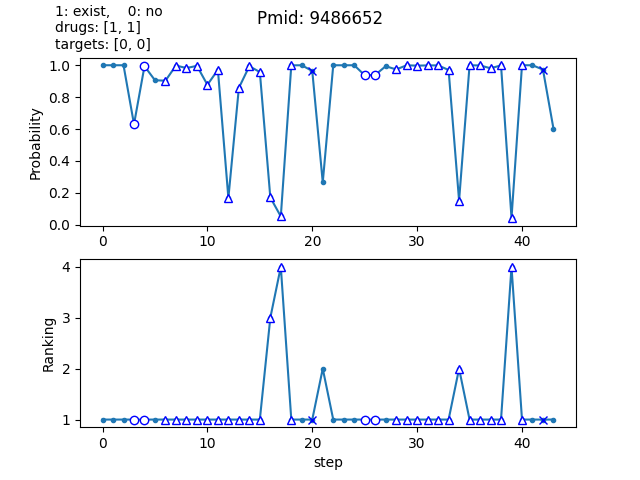 1: exist,    0: no
drugs: [1, 1]
targets: [0, 0]
Pmid: 9486652
Probability
1.0
0.8
0.6
0.4
0.2
0.0
0 10 20 30 40
Ranking
4
3
2
1
0 10 20 30 40
step